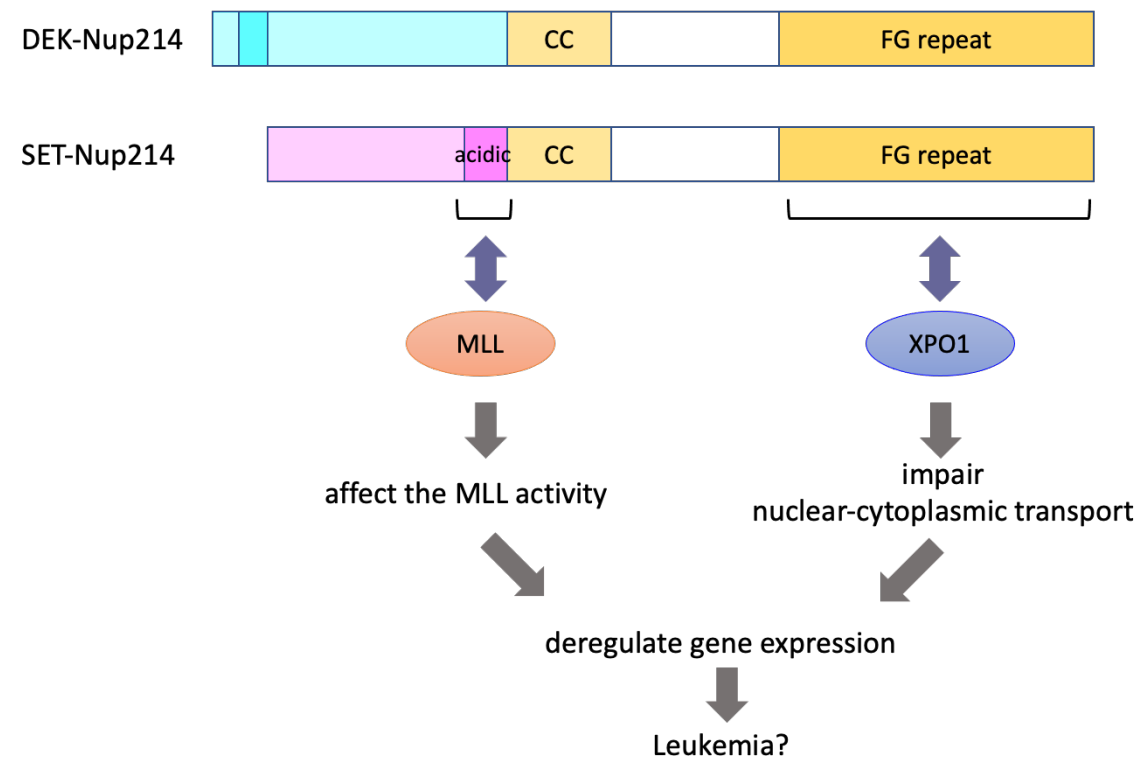 DEK-Nup214
CC
FG repeat
SET-Nup214
acidic
CC
FG repeat
MLL
XPO1
affect the MLL activity
impair
nuclear-cytoplasmic transport
deregulate gene expression
Leukemia?